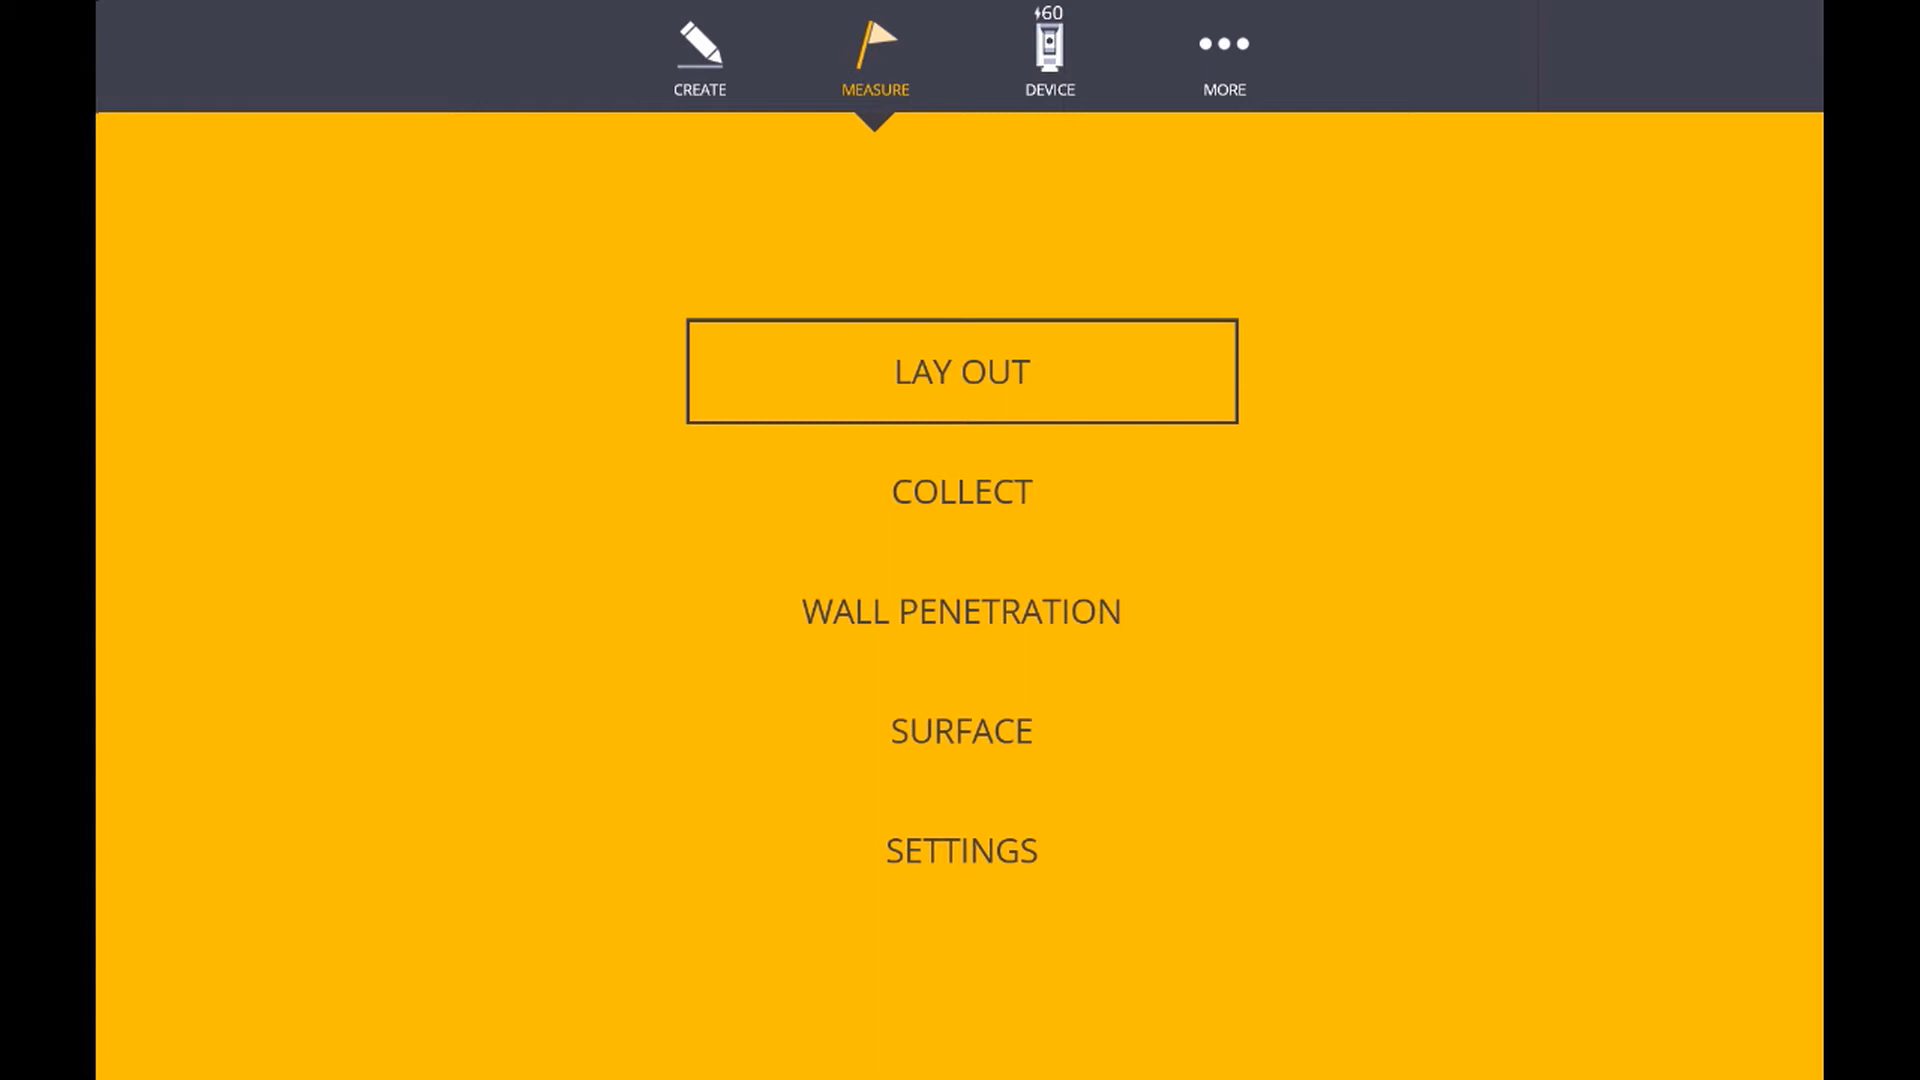 60
CREATE
MEASURE
DEVICE
MORE
LAY OUT
COLLECT
WALL PENETRATION
SURFACE
SETTINGS